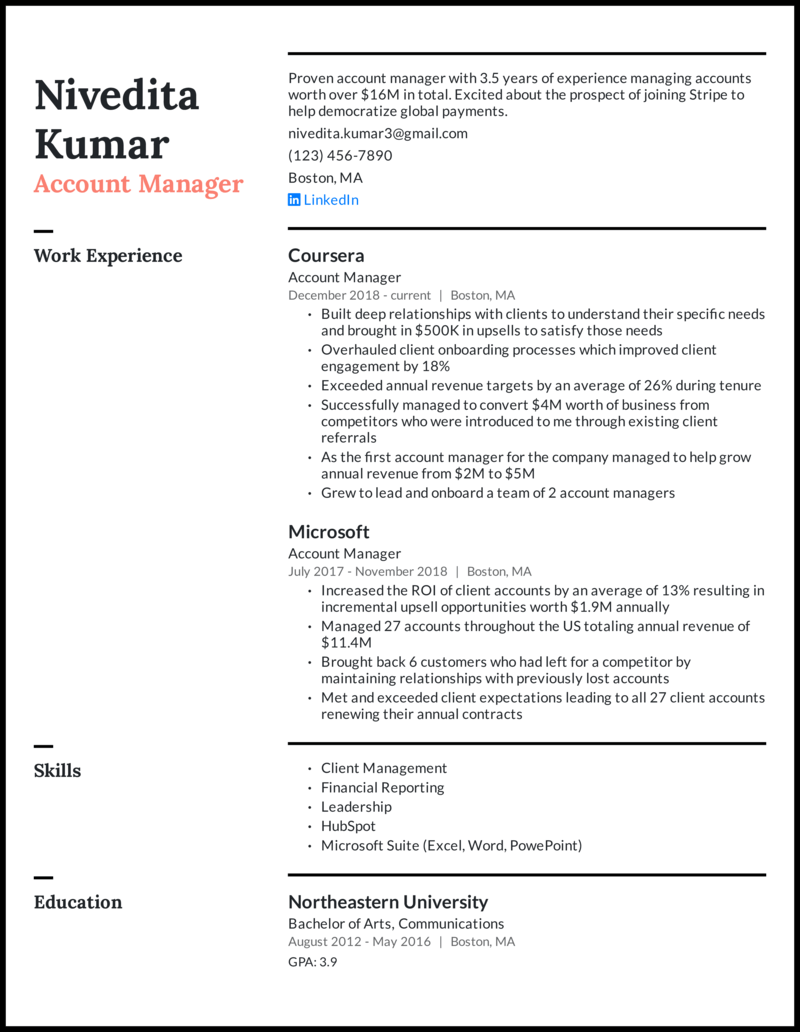 Nivedita
Kumar
Account Manager
Proven account manager with 3.5 years of experience managing accounts
worth over $16M in total. Excited about the prospect of joining Stripe to
help democratize global payments.
nivedita.kumar3@gmail.com
(123) 456-7890
Boston, MA
in LinkedIn
Work Experience
Coursera
Account Manager
December 2018 - current | Boston, MA
• Built deep relationships with clients to understand their specific needs
and brought in $500K in upsells to satisfy those needs
• Overhauled client onboarding processes which improved client
engagement by 18%
• Exceeded annual revenue targets by an average of 26% during tenure
• Successfully managed to convert $4M worth of business from
competitors who were introduced to me through existing client
referrals
• As the first account manager for the company managed to help grow
annual revenue from $2M to $5M
• Grew to lead and onboard a team of 2 account managers
Microsoft
Account Manager
July 2017 - November 2018 | Boston, MA
• Increased the ROI of client accounts by an average of 13% resulting in
incremental upsell opportunities worth $1.9M annually
• Managed 27 accounts throughout the US totaling annual revenue of
$11.4M
• Brought back 6 customers who had left for a competitor by
maintaining relationships with previously lost accounts
• Met and exceeded client expectations leading to all 27 client accounts
renewing their annual contracts
Skills
• Client Management
• Financial Reporting
• Leadership
• HubSpot
• Microsoft Suite (Excel, Word, PowePoint)
Education
Northeastern University
Bachelor of Arts, Communications
August 2012 - May 2016 | Boston, MA
GPA: 3.9